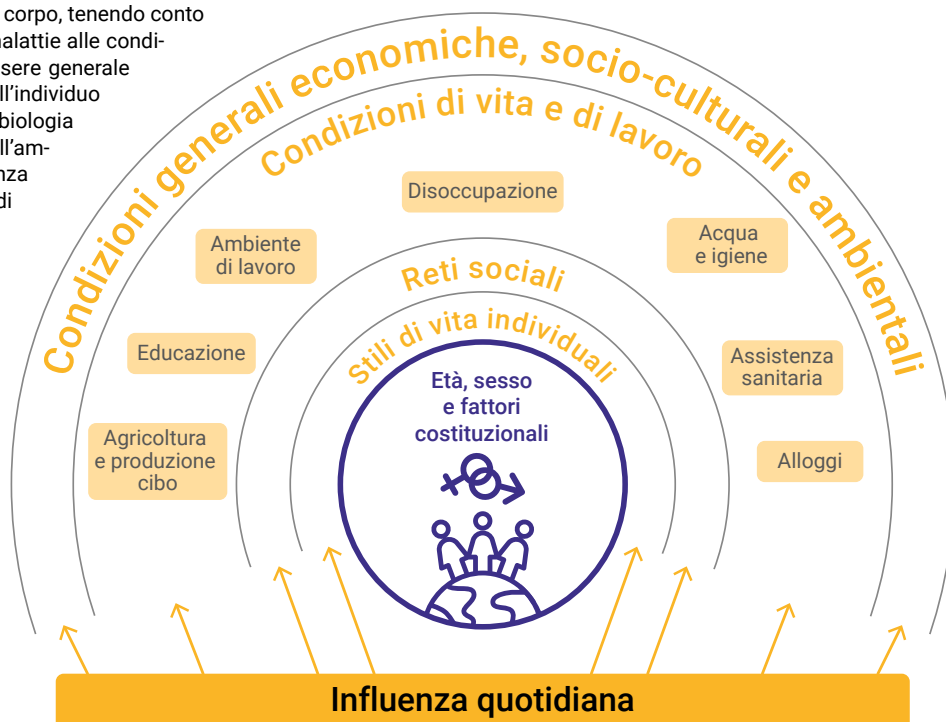 corpo, tenendo conto
malattie alle condi-
ssere generale
ll'individuo
biologia
ll'am-
nza
di
Condizioni generali economiche, socio-culturali e ambientali
Condizioni di vita e di lavoro
Disoccupazione
Ambiente
di lavoro
Acqua
e igiene
Reti sociali
Stili di vita individuali
Educazione
Assistenza
sanitaria
Età, sesso
e fattori
costituzionali
Agricoltura
e produzione
cibo
Alloggi
Influenza quotidiana